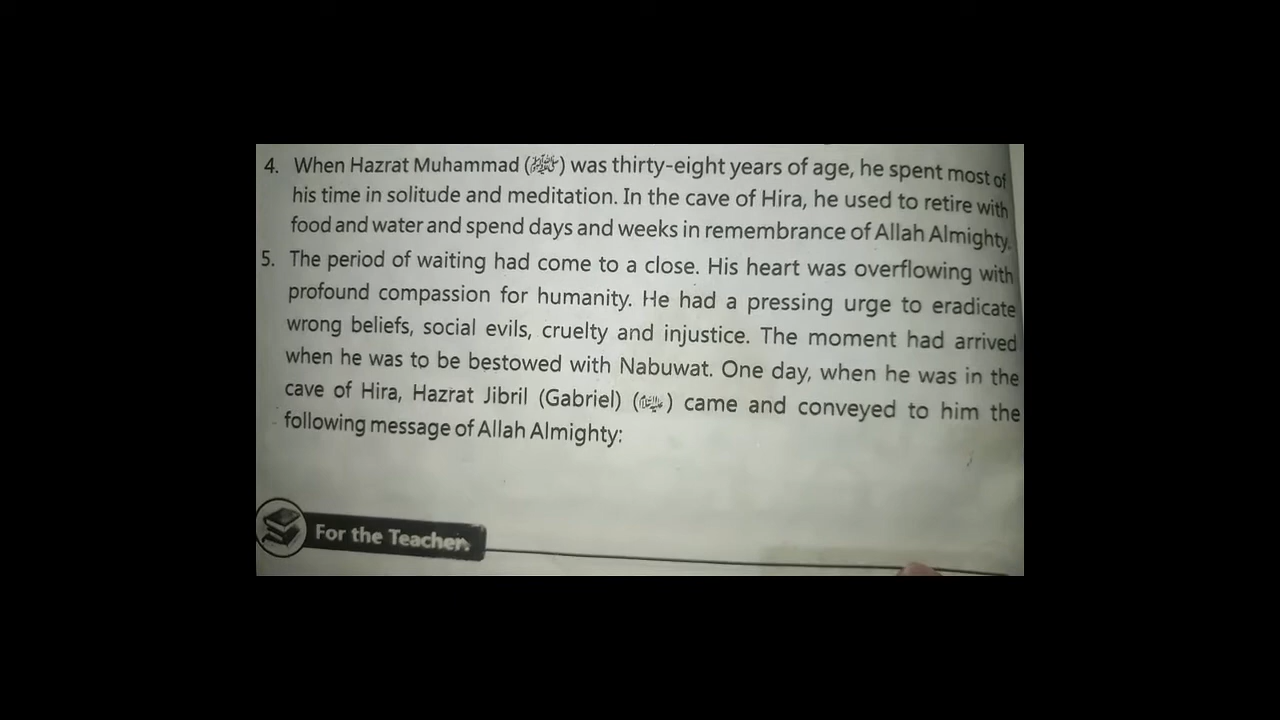 4. When Hazrat Muhammad (ﷺ) was thirty-eight years of age, he spent most of
his time in solitude and meditation. In the cave of Hira, he used to retire with
food and water and spend days and weeks in remembrance of Allah Almighty.
5. The period of waiting had come to a close. His heart was overflowing with
profound compassion for humanity. He had a pressing urge to eradicate
wrong beliefs, social evils, cruelty and injustice. The moment had arrived
when he was to be bestowed with Nabuwat. One day, when he was in the
cave of Hira, Hazrat Jibril (Gabriel) () came and conveyed to him the
following message of Allah Almighty:
For the Teacher